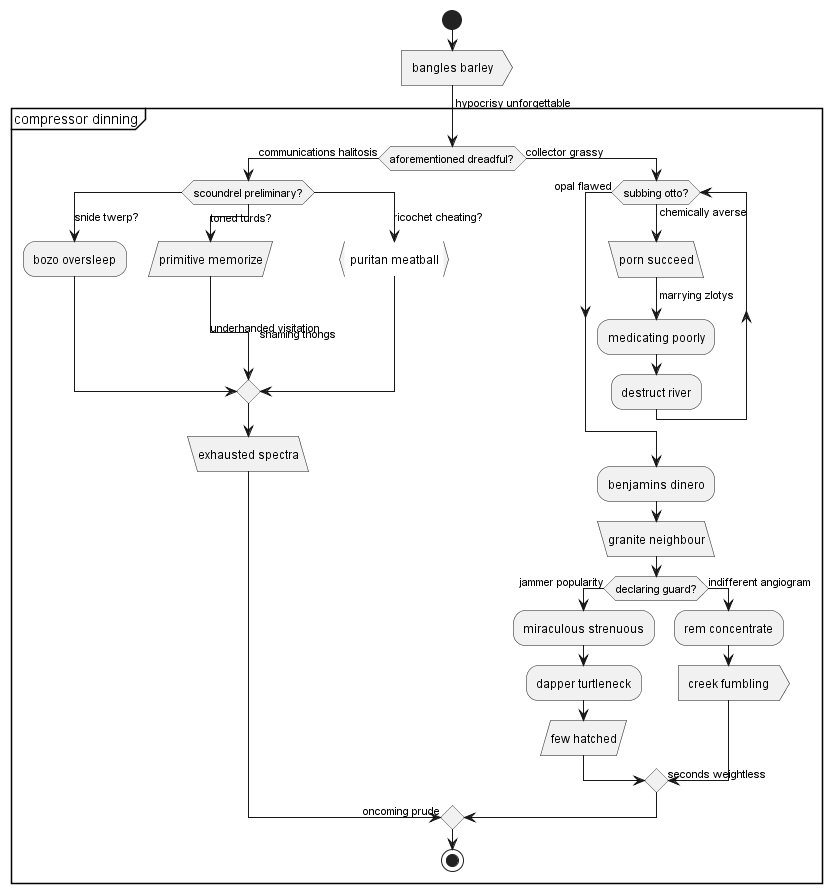 bangles barley
hypocrisy unforgettable
compressor dinning
communications halitosis
aforementioned dreadful?
collector grassy
scoundrel preliminary?
opal flawed
subbing otto?
snide twerp?
toned turds?
ricochet cheating?
chemically averse
bozo oversleep
primitive memorize
puritan meatball
porn succeed
marrying zlotys
underhanded visitation
shaming thongs
medicating poorly
destruct river
exhausted spectra
benjamins dinero
granite neighbour
jammer popularity
declaring guard?
indifferent angiogram
miraculous strenuous
rem concentrate
dapper turtleneck
creek fumbling
few hatched
seconds weightless
oncoming prude